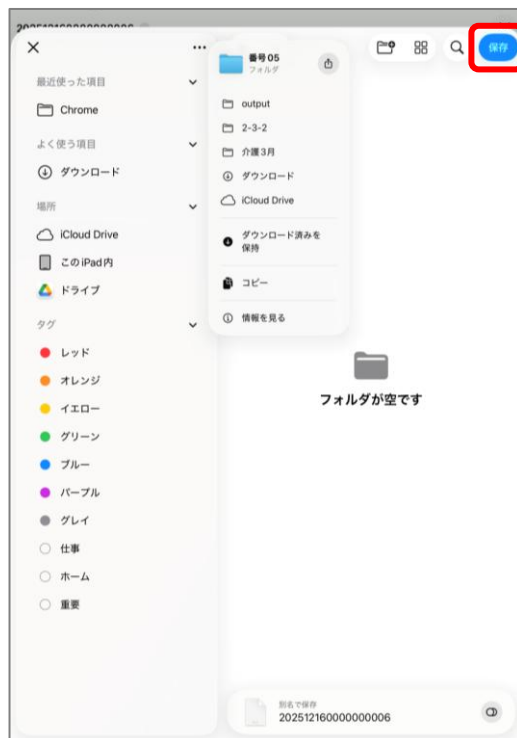 202512160000000006
最近使った項目
Chrome
よく使う項目
ダウンロード
場所
iCloud Drive
このiPad内
ドライブ
タグ
レッド
オレンジ
イエロー
グリーン
ブルー
パープル
グレイ
仕事
ホーム
重要
番号05
フォルダ
output
2-3-2
介護3月
ダウンロード
iCloud Drive
ダウンロード済みを
保持
コピー
情報を見る
保存
フォルダが空です
別名で保存
202512160000000006